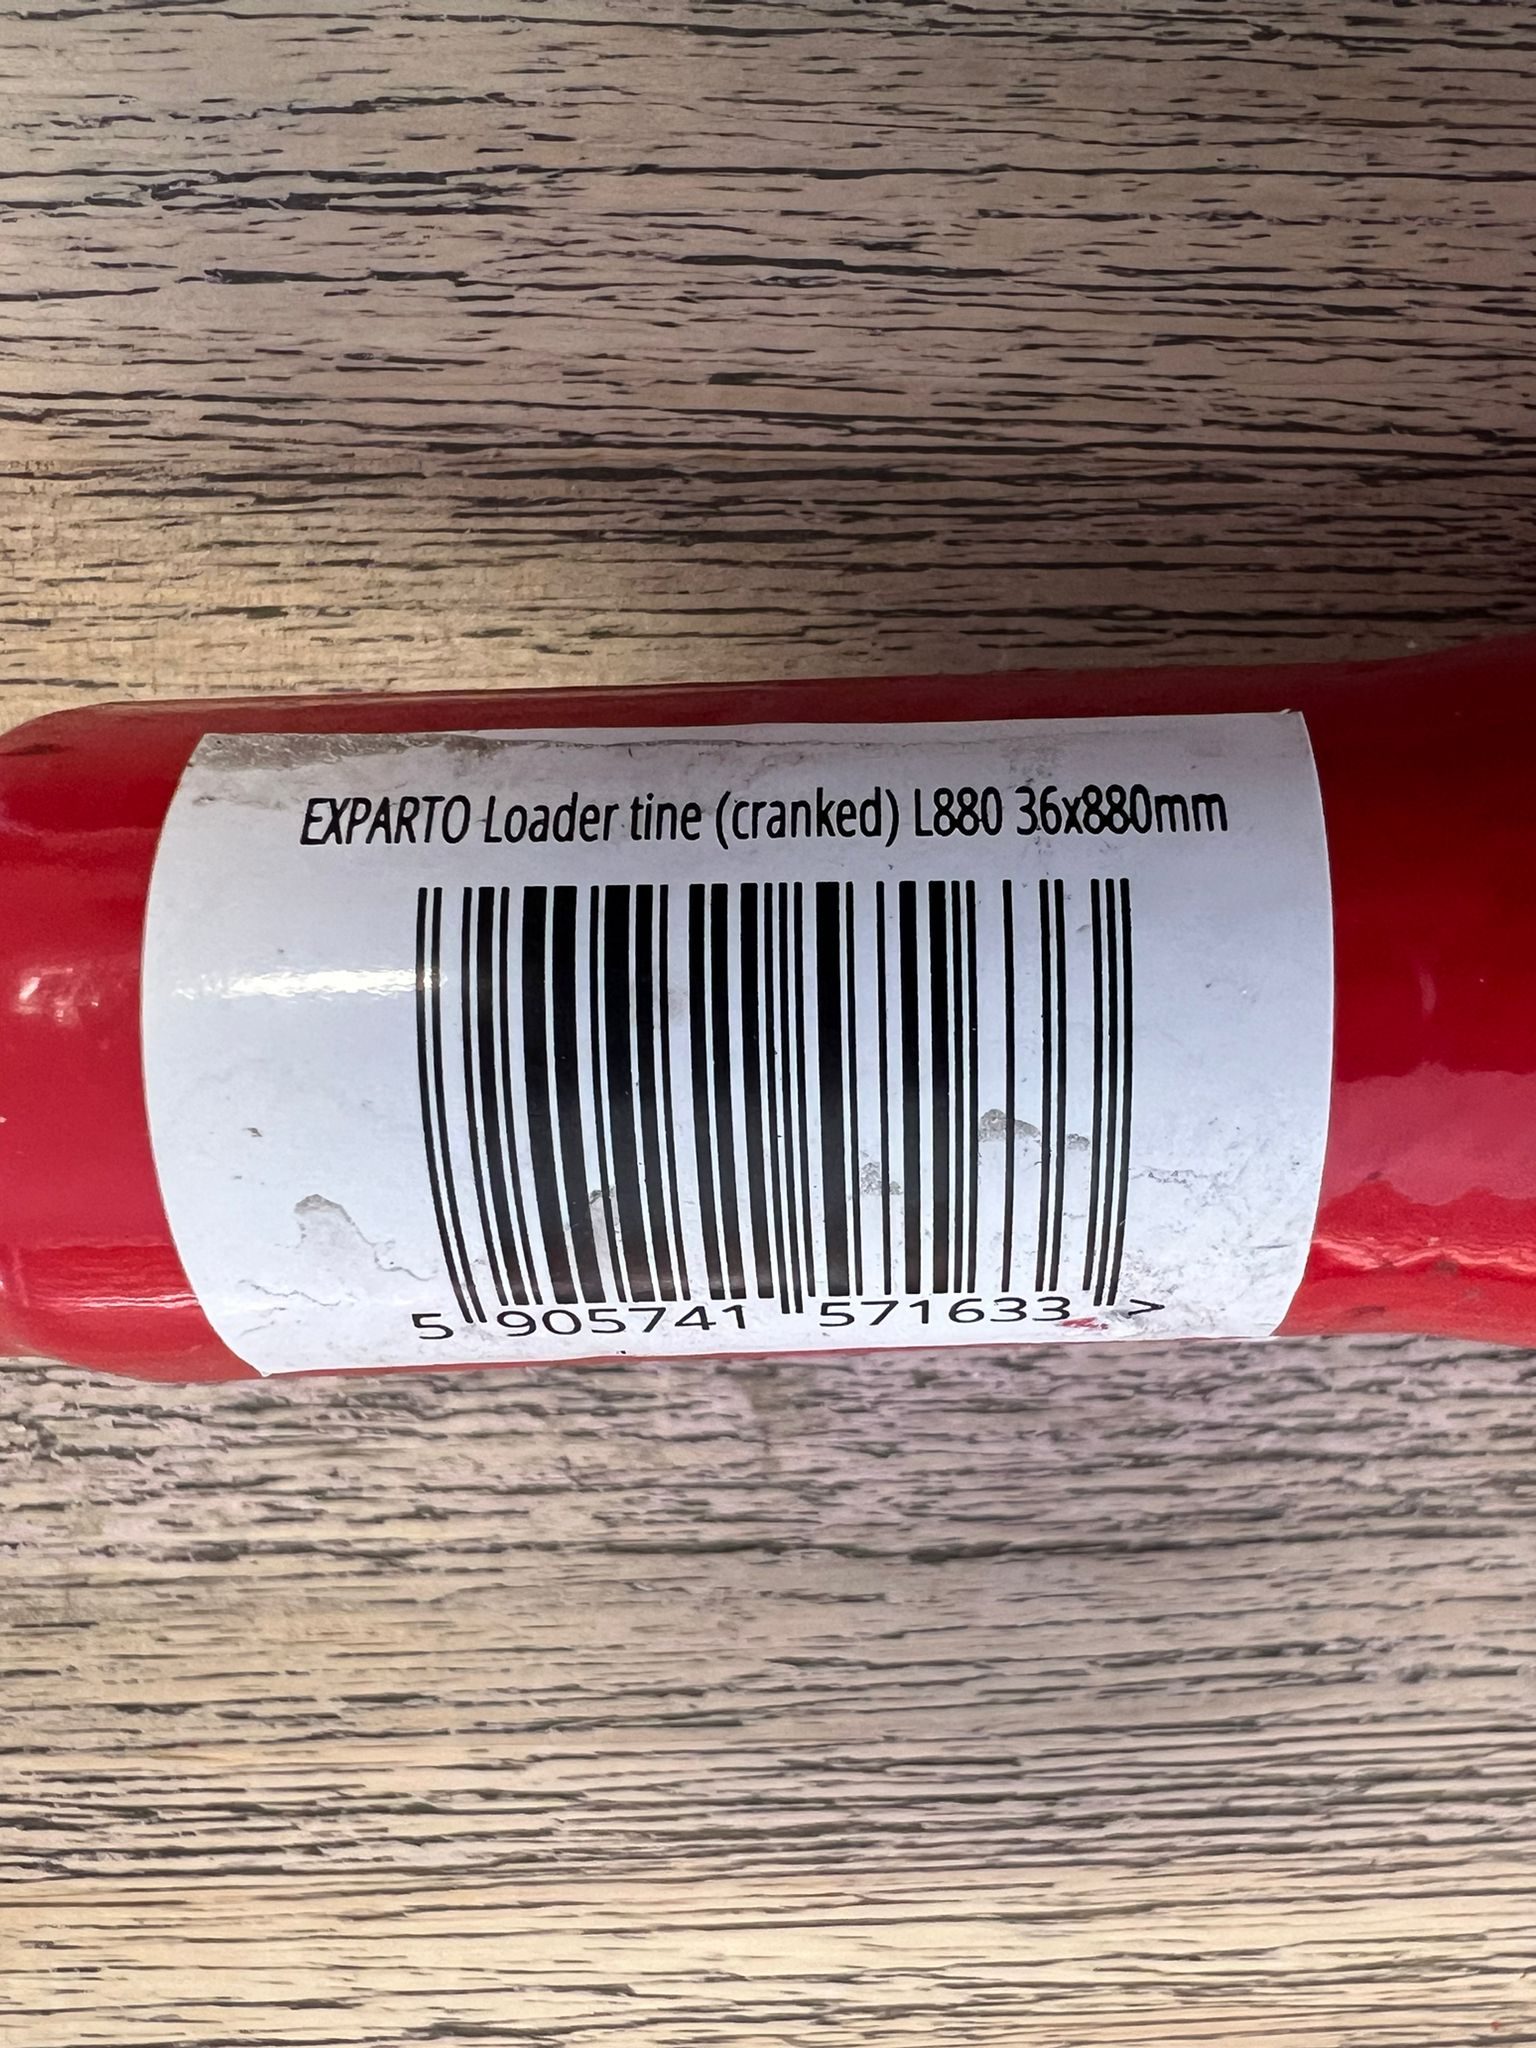 EXPARTO Loader tine (cranked) L880 36x880mm
5 905741 571633 >